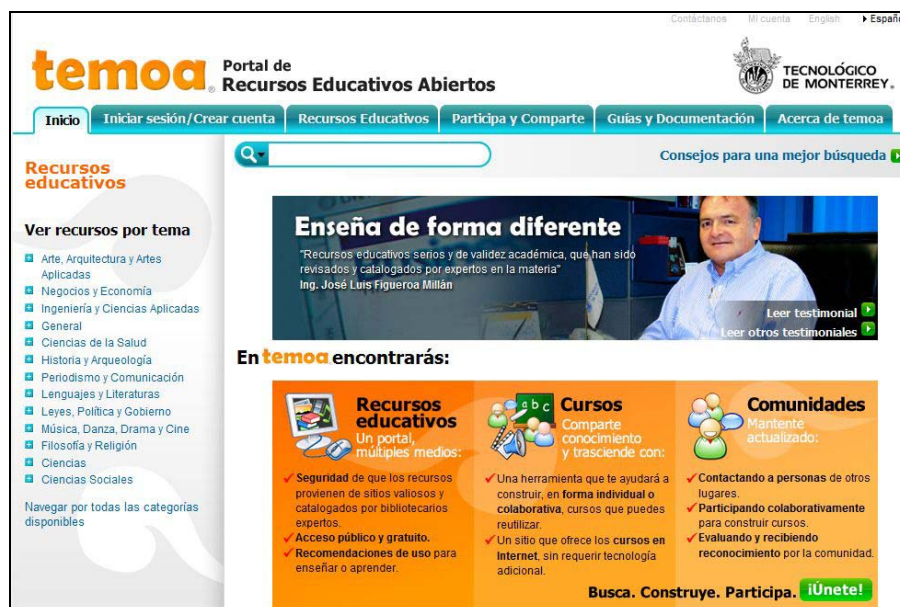 Contáctanos Mi cuenta English Españo
temoa® Portal de
Recursos Educativos Abiertos
TECNOLÓGICO
DE MONTERREY®
Inicio Iniciar sesión/Crear cuenta Recursos Educativos Participa y Comparte Guías y Documentación Acerca de temoa
Consejos para una mejor búsqueda
Recursos
educativos
Ver recursos por tema
Arte, Arquitectura y Artes
Aplicadas
Negocios y Economía
Ingeniería y Ciencias Aplicadas
General
Ciencias de la Salud
Historia y Arqueología
Periodismo y Comunicación
Lenguajes y Literaturas
Leyes, Política y Gobierno
Música, Danza, Drama y Cine
Filosofía y Religión
Ciencias
Ciencias Sociales
Navegar por todas las categorías
disponibles
Enseña de forma diferente
"Recursos educativos serios y de validez académica, que han sido
revisados y catalogados por expertos en la materia"
Ing. José Luis Figueroa Millán
Leer testimonial
Leer otros testimoniales
En temoa encontrarás:
Recursos
educativos
Un portal,
múltiples medios:
Seguridad de que los recursos
provienen de sitios valiosos y
catalogados por bibliotecarios
expertos.
Acceso público y gratuito.
Recomendaciones de uso para
enseñar o aprender.
a b c
Cursos
Comparte
conocimiento
y trasciende con:
Una herramienta que te ayudará a
construir, en forma individual o
colaborativa, cursos que puedes
reutilizar.
Un sitio que ofrece los cursos en
Internet, sin requerir tecnología
adicional.
Comunidades
Mantente
actualizado:
Contactando a personas de otros
lugares.
Participando colaborativamente
para construir cursos.
Evaluando y recibiendo
reconocimiento por la comunidad.
Busca. Construye. Participa. ¡Únete!